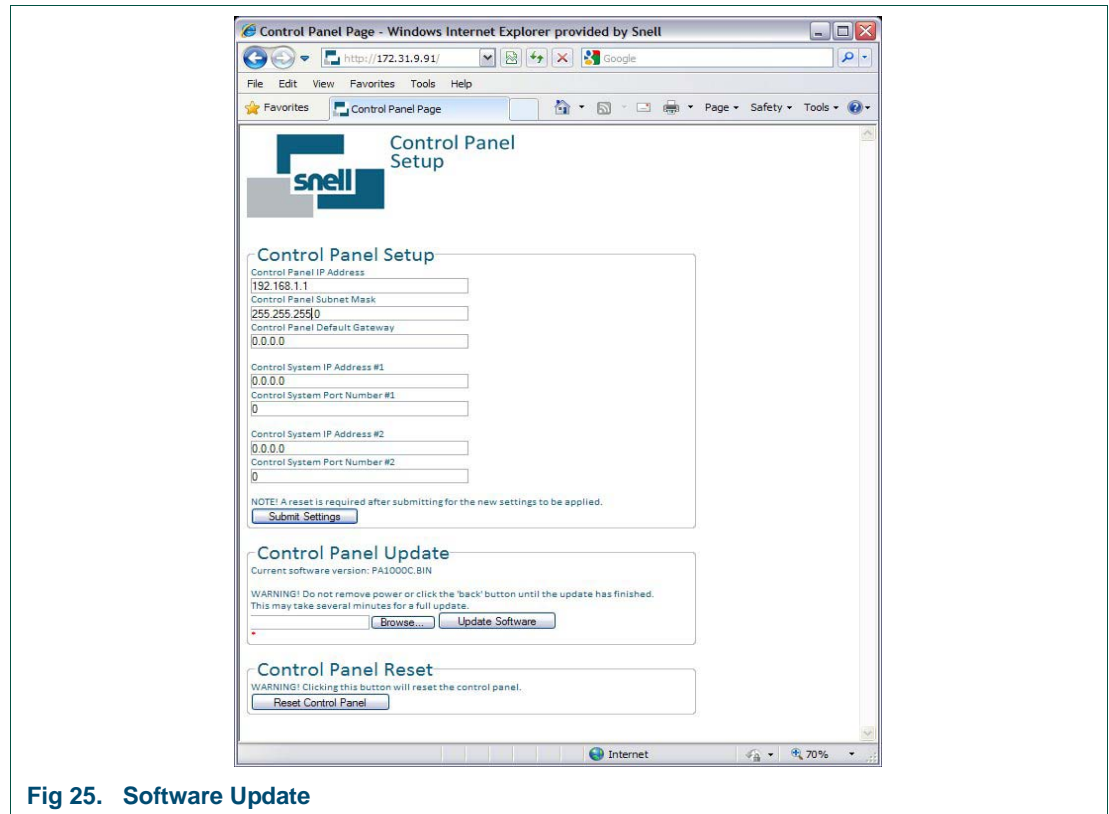 Control Panel Page - Windows Internet Explorer provided by Snell
http://172.31.9.91/
Google
File Edit View Favorites Tools Help
Favorites
Control Panel Page
Page
Safety
Tools
snell
Control Panel
Setup
Control Panel Setup
Control Panel IP Address
192.168.1.1
Control Panel Subnet Mask
255.255.255.0
Control Panel Default Gateway
0.0.0.0
Control System IP Address #1
0.0.0.0
Control System Port Number #1
0
Control System IP Address #2
0.0.0.0
Control System Port Number #2
0
NOTE! A reset is required after submitting for the new settings to be applied.
Submit Settings
Control Panel Update
Current software version: PA1000C.BIN
WARNING! Do not remove power or click the 'back' button until the update has finished.
This may take several minutes for a full update.
Browse... Update Software
*
Control Panel Reset
WARNING! Clicking this button will reset the control panel.
Reset Control Panel
Internet
70%
Fig 25. Software Update